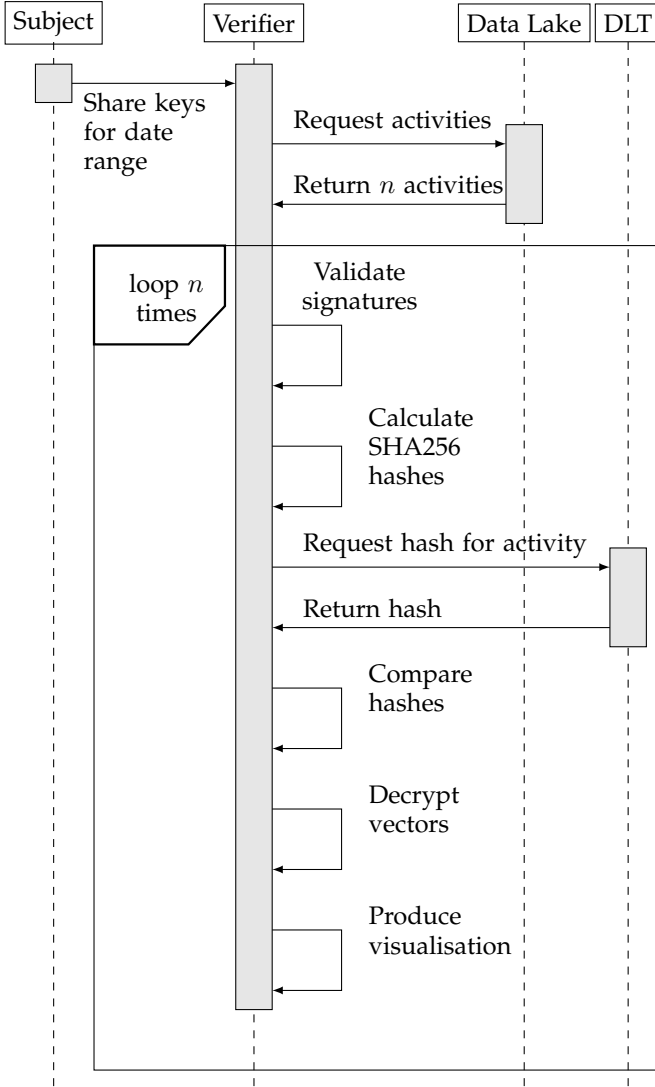 Subject
Verifier
Data Lake
DLT
Share keys
for date
range
Request activities
Return n activities
loop n
times
Validate
signatures
Calculate
SHA256
hashes
Request hash for activity
Return hash
Compare
hashes
Decrypt
vectors
Produce
visualisation